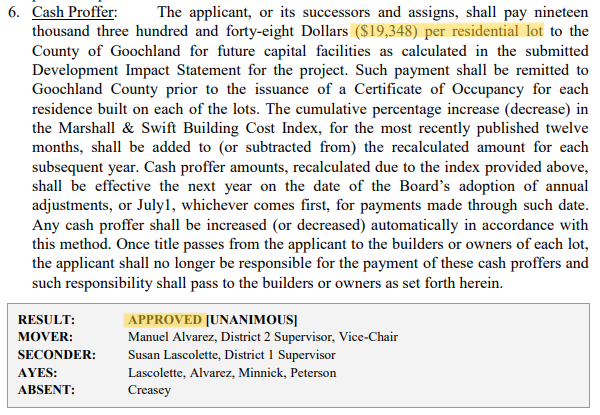 6. Cash Proffer: The applicant, or its successors and assigns, shall pay nineteen
thousand three hundred and forty-eight Dollars ($19,348) per residential lot to the
County of Goochland for future capital facilities as calculated in the submitted
Development Impact Statement for the project. Such payment shall be remitted to
Goochland County prior to the issuance of a Certificate of Occupancy for each
residence built on each of the lots. The cumulative percentage increase (decrease) in
the Marshall & Swift Building Cost Index, for the most recently published twelve
months, shall be added to (or subtracted from) the recalculated amount for each
subsequent year. Cash proffer amounts, recalculated due to the index provided above,
shall be effective the next year on the date of the Board's adoption of annual
adjustments, or July1, whichever comes first, for payments made through such date.
Any cash proffer shall be increased (or decreased) automatically in accordance with
this method. Once title passes from the applicant to the builders or owners of each lot,
the applicant shall no longer be responsible for the payment of these cash proffers and
such responsibility shall pass to the builders or owners as set forth herein.
RESULT: APPROVED [UNANIMOUS]
MOVER: Manuel Alvarez, District 2 Supervisor, Vice-Chair
SECONDER: Susan Lascolette, District 1 Supervisor
AYES: Lascolette, Alvarez, Minnick, Peterson
ABSENT: Creasey